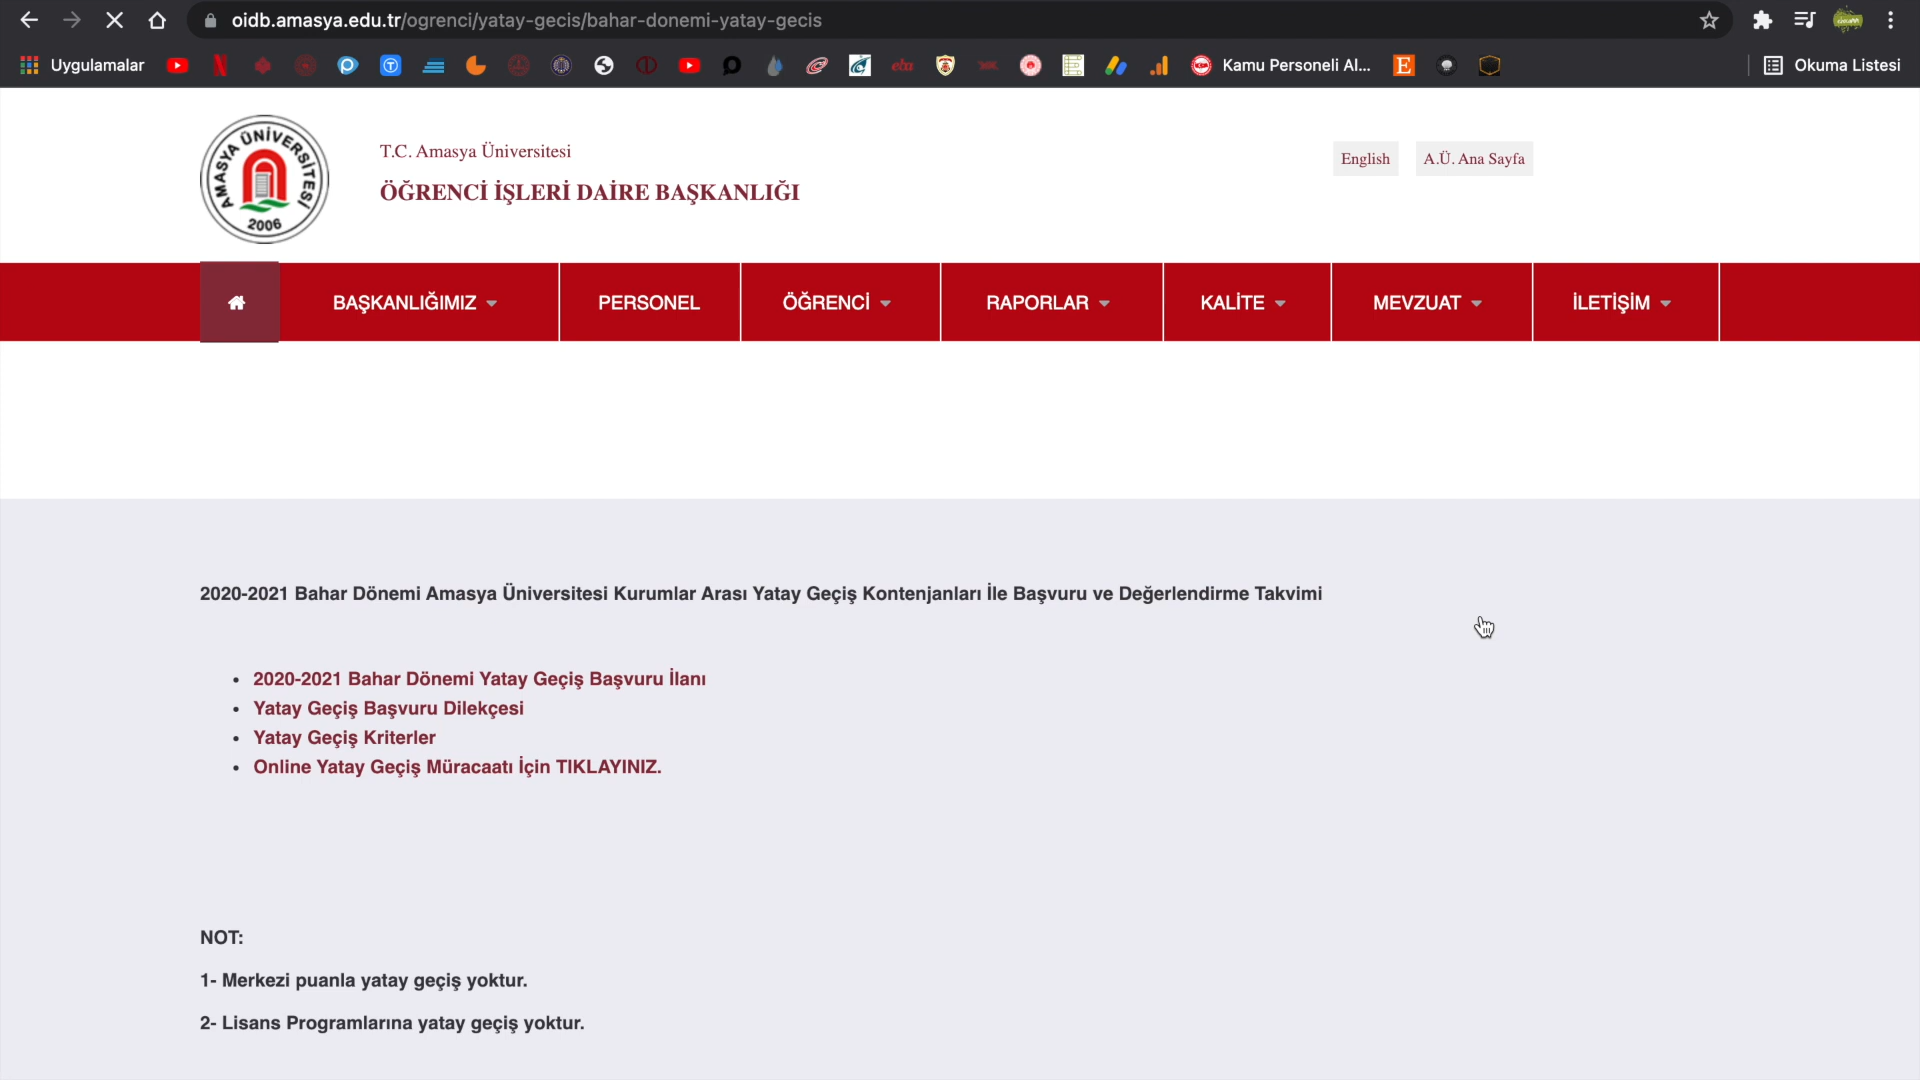 oidb.amasya.edu.tr/ogrenci/yatay-gecis/bahar-donemi-yatay-gecis
Uygulamalar
eba
Kamu Personeli Al...
E
Okuma Listesi
AMASYA ÜNİVERSİTESİ
2006
T.C. Amasya Üniversitesi
ÖĞRENCİ İŞLERİ DAİRE BAŞKANLIĞI
English
A.Ü. Ana Sayfa
BAŞKANLIĞIMIZ
PERSONEL
ÖĞRENCİ
RAPORLAR
KALİTE
MEVZUAT
İLETİŞİM
2020-2021 Bahar Dönemi Amasya Üniversitesi Kurumlar Arası Yatay Geçiş Kontenjanları İle Başvuru ve Değerlendirme Takvimi
2020-2021 Bahar Dönemi Yatay Geçiş Başvuru İlanı
Yatay Geçiş Başvuru Dilekçesi
Yatay Geçiş Kriterler
Online Yatay Geçiş Müracaatı İçin TIKLAYINIZ.
NOT:
1- Merkezi puanla yatay geçiş yoktur.
2- Lisans Programlarına yatay geçiş yoktur.